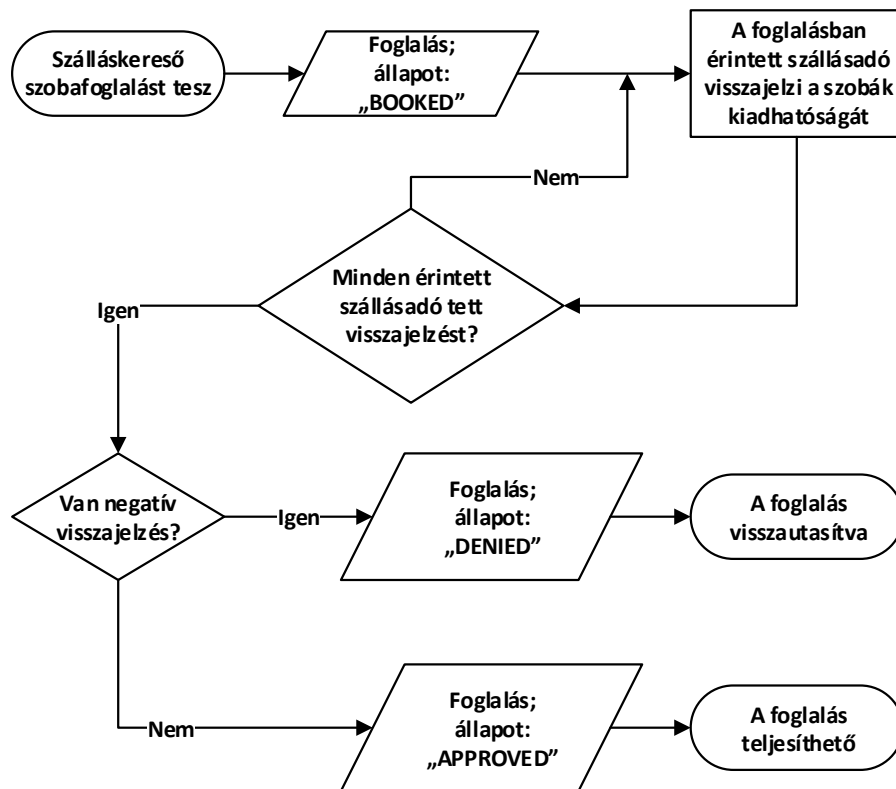 Szálláskereső
szobafoglalást tesz
Foglalás;
állapot:
„BOOKED”
A foglalásban
érintett szállásadó
visszajelzi a szobák
kiadhatóságát
Nem
Minden érintett
szállásadó tett
visszajelzést?
Igen
Van negatív
visszajelzés?
Igen
Foglalás;
állapot:
„DENIED”
A foglalás
visszautasítva
Nem
Foglalás;
állapot:
„APPROVED”
A foglalás
teljesíthető